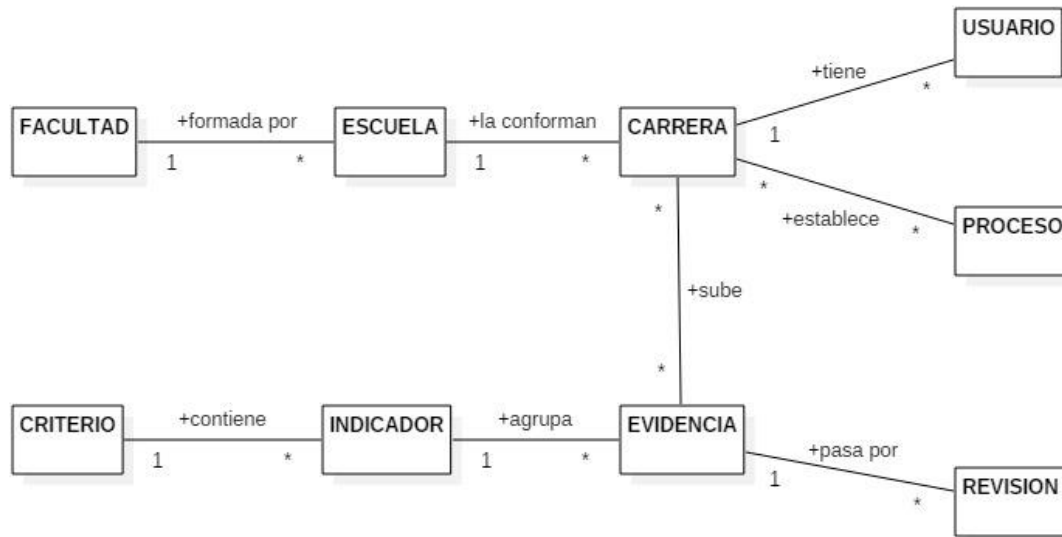 USUARIO
+tiene
*
FACULTAD
+formada por
ESCUELA
+la conforman
CARRERA
1
*
1
*
1
*
*
+establece
*
PROCESO
+sube
*
CRITERIO
+contiene
INDICADOR
+agrupa
EVIDENCIA
1
*
1
*
+pasa por
1
*
REVISION